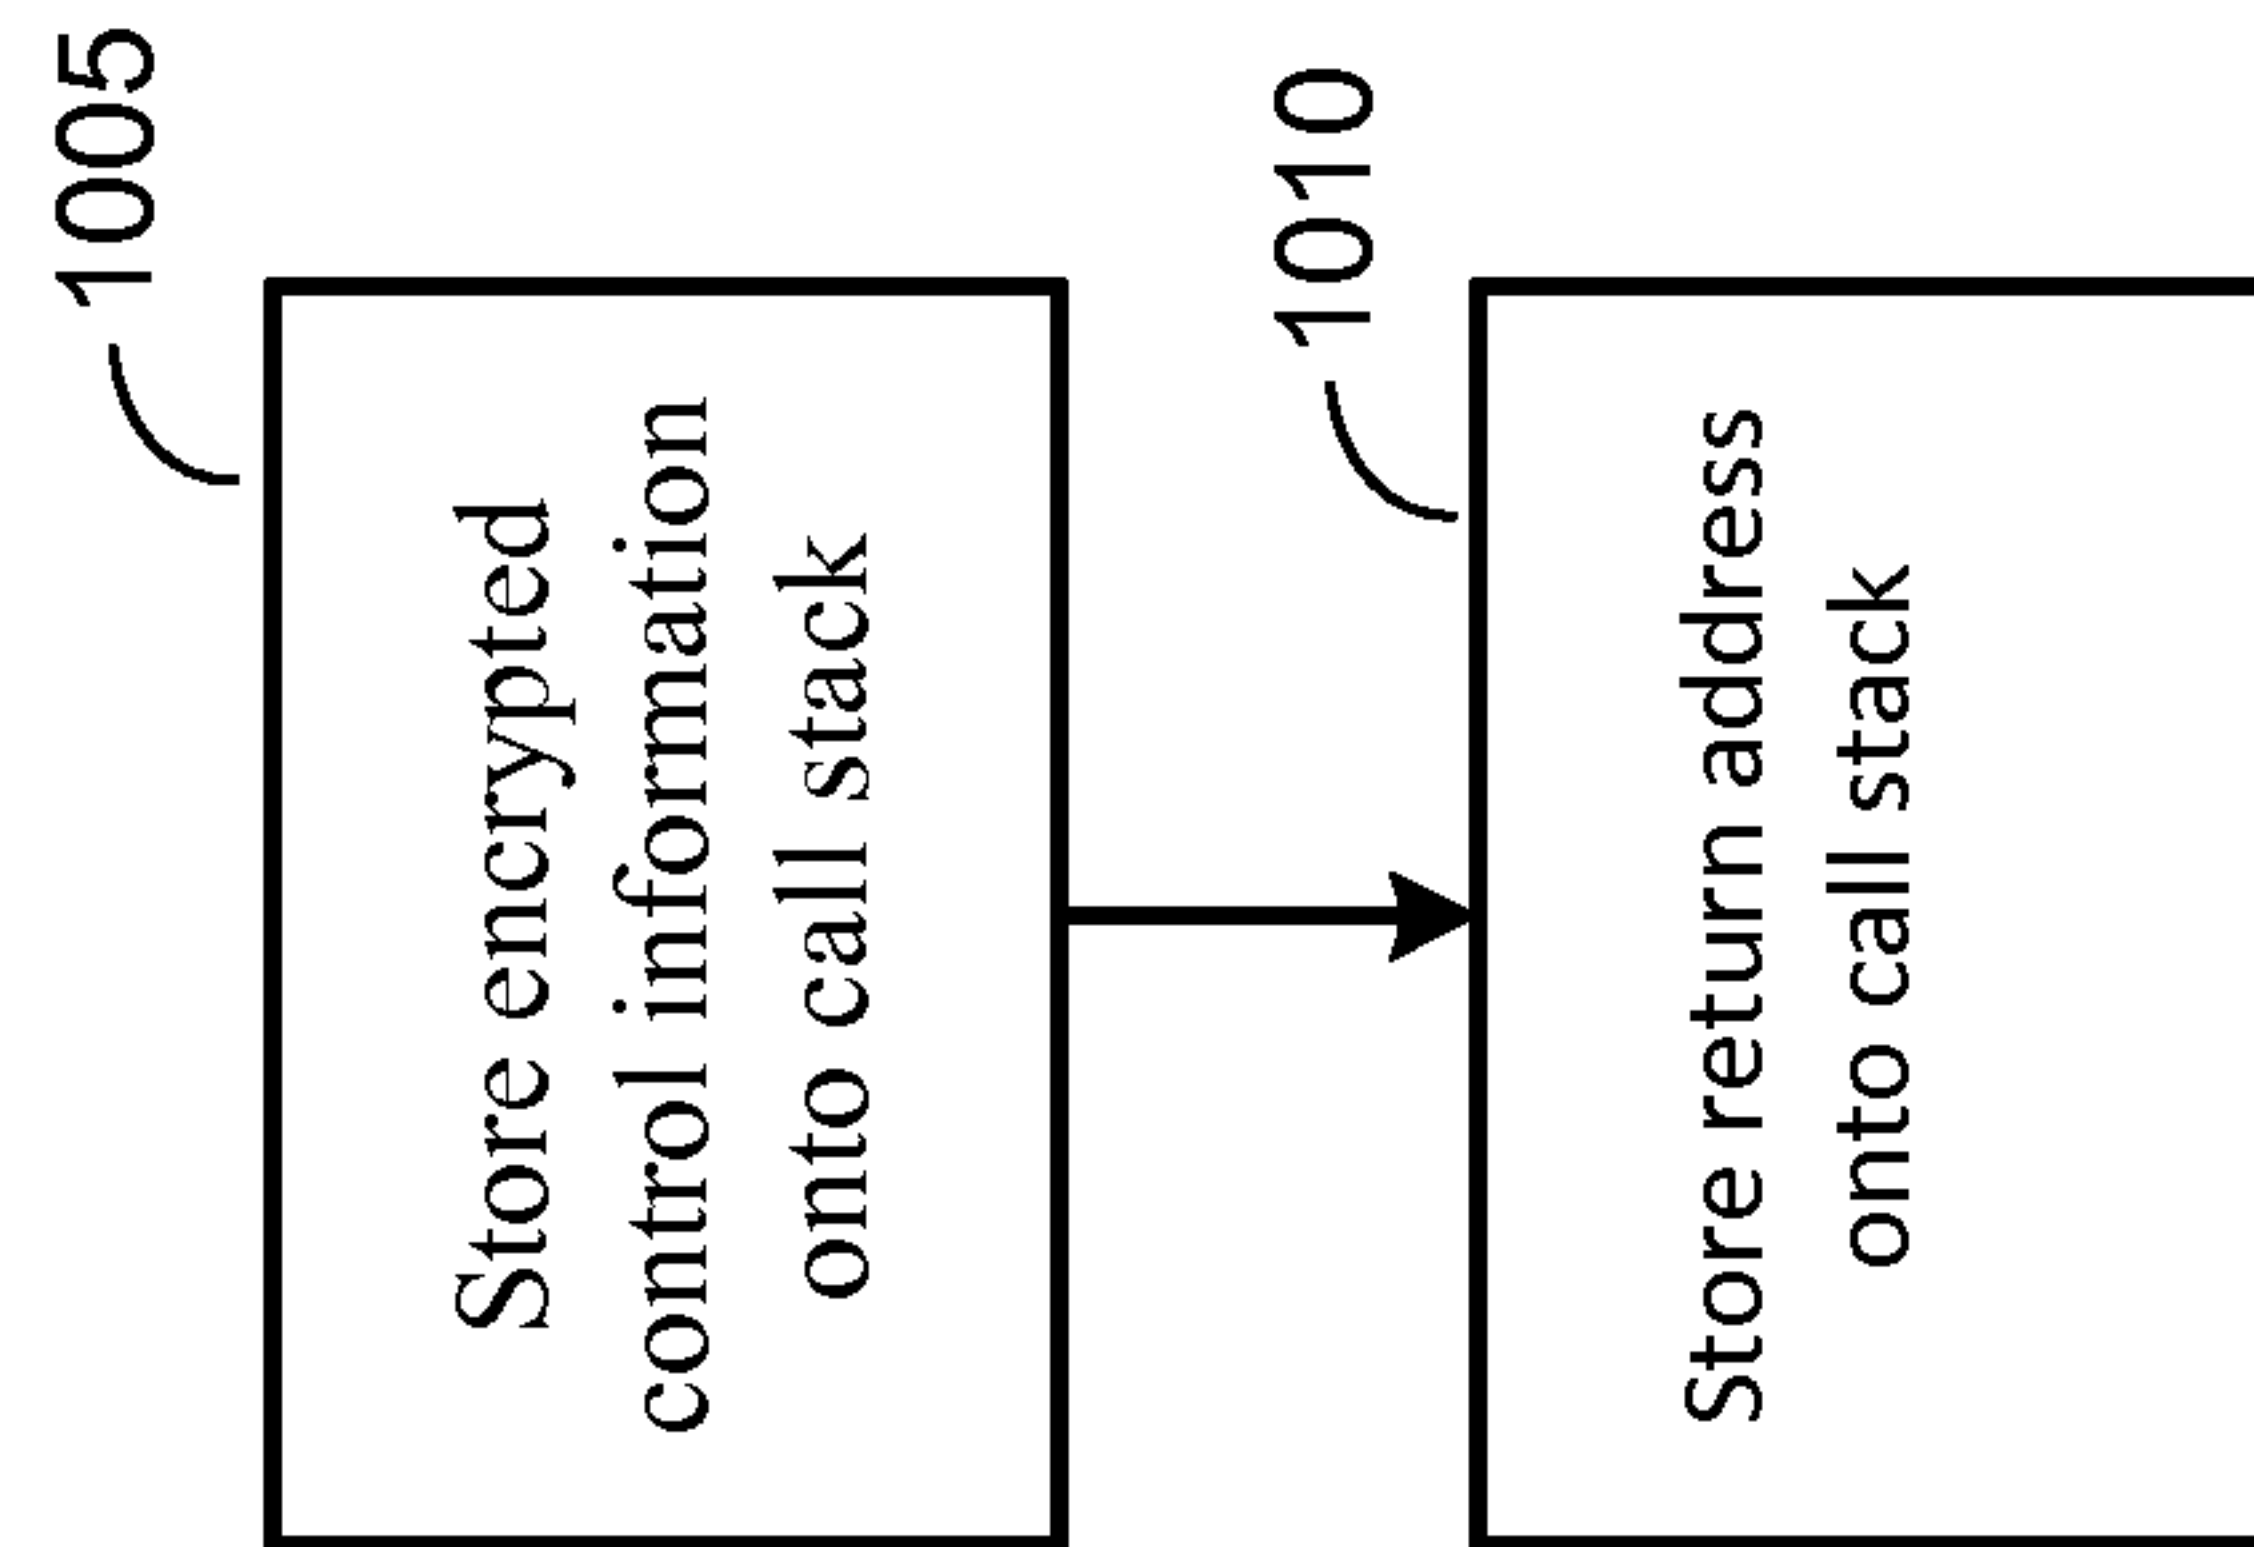 1005
Store encrypted
control information
onto call stack
1010
Store return address
onto call stack